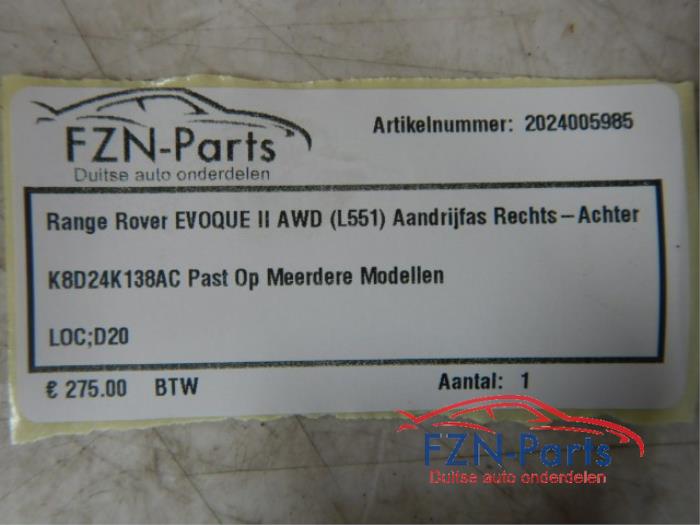 FZN-Parts
Duitse auto onderdelen
Artikelnummer: 2024005985
Range Rover EVOQUE II AWD (L551) Aandrijfas Rechts-Achter
K8D24K138AC Past Op Meerdere Modellen
LOC;D20
€ 275.00 BTW
Aantal: 1
FZN-Parts
Duitse auto onderdelen